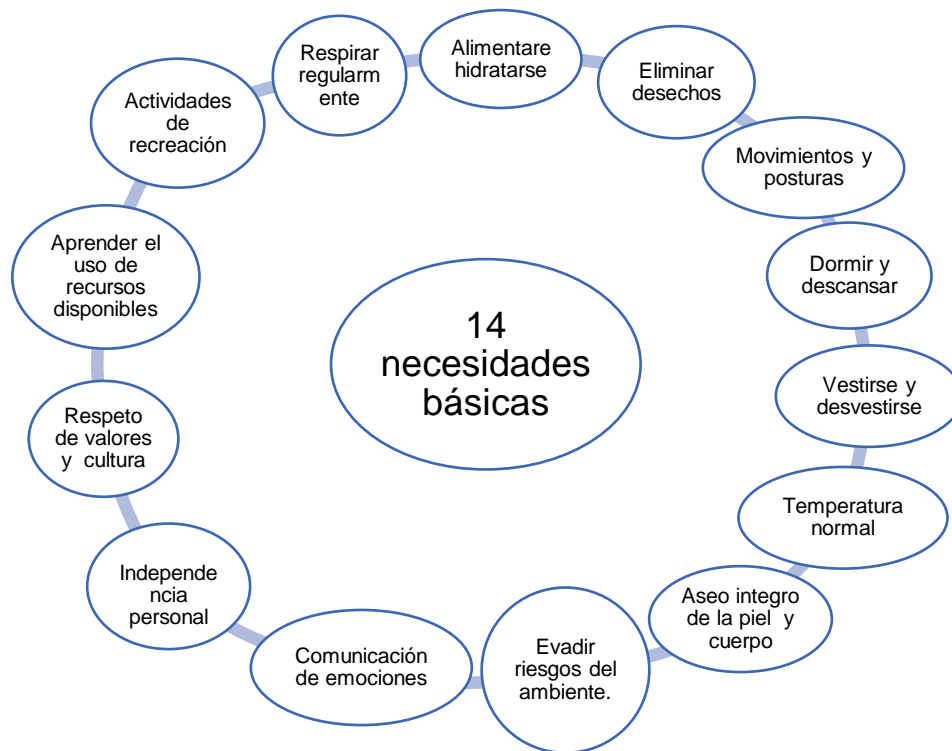 Respirar
regularm
ente
Alimentare
hidratarse
Eliminar
desechos
Movimientos y
posturas
Dormir y
descansar
Vestirse y
desvestirse
Temperatura
normal
Aseo integro
de la piel y
cuerpo
Evadir
riesgos del
ambiente.
Comunicación
de emociones
Independe
ncia
personal
Respeto
de valores
y cultura
Aprender el
uso de
recursos
disponibles
Actividades
de
recreación
14
necesidades
básicas